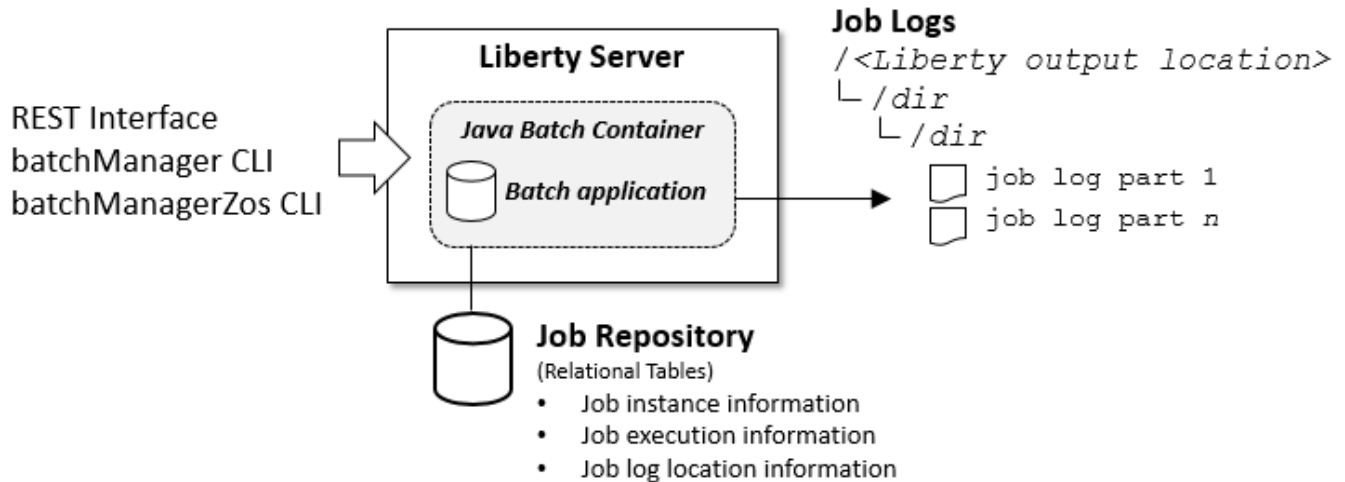 REST Interface
batchManager CLI
batchManagerZos CLI
Liberty Server
Java Batch Container
Batch application
Job Logs
/<Liberty output location>
/dir
/dir
job log part 1
job log part n
Job Repository
(Relational Tables)
• Job instance information
• Job execution information
• Job log location information